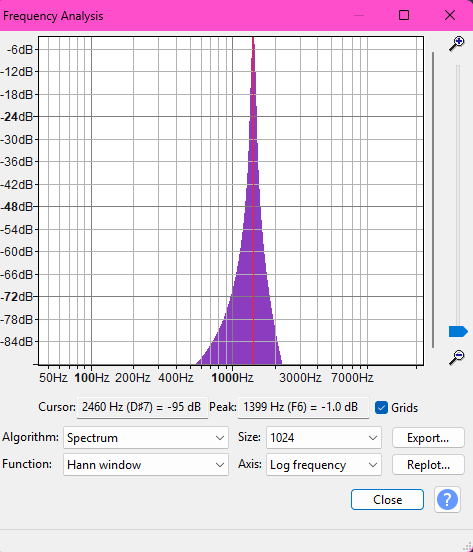 Frequency Analysis
-6dB
-12dB
-18dB
-24dB
-30dB
-36dB
-42dB
-48dB
-54dB
-60dB
-66dB
-72dB
-78dB
-84dB
50Hz 100Hz 200Hz 400Hz 1000Hz 3000Hz 7000Hz
Cursor: 2460 Hz (D♯7) = -95 dB Peak: 1399 Hz (F6) = -1.0 dB Grids
Algorithm: Spectrum Size: 1024 Export...
Function: Hann window Axis: Log frequency Replot...
Close ?